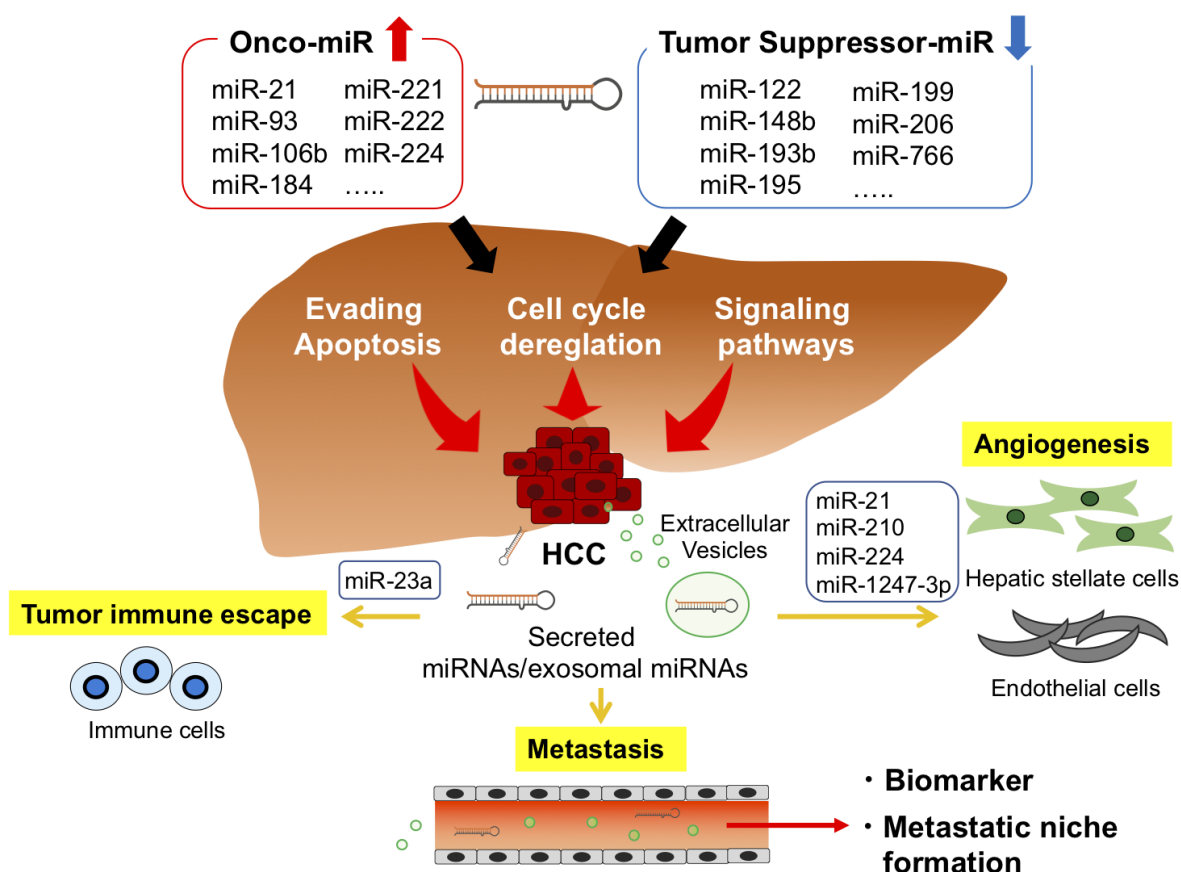 Onco-miR
miR-21
miR-93
miR-106b
miR-184
miR-221
miR-222
miR-224
…..
Tumor Suppressor-miR
miR-122
miR-148b
miR-193b
miR-195
miR-199
miR-206
miR-766
…..
Evading
Apoptosis
Cell cycle
dereglation
Signaling
pathways
HCC
Extracellular
Vesicles
miR-21
miR-210
miR-224
miR-1247-3p
Angiogenesis
Hepatic stellate cells
Endothelial cells
miR-23a
Tumor immune escape
Immune cells
Secreted
miRNAs/exosomal miRNAs
Metastasis
・ Biomarker
・ Metastatic niche
formation